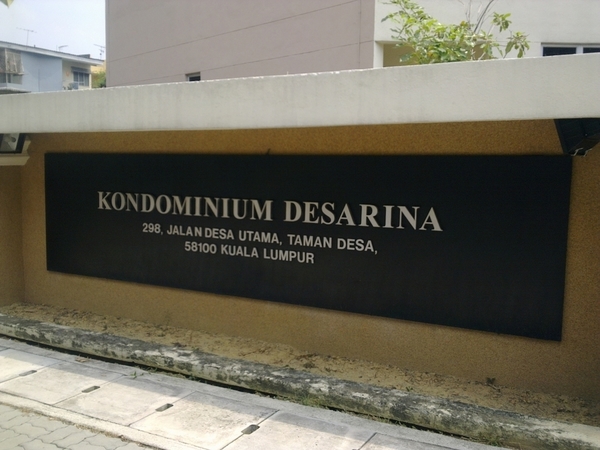 KONDOMINIUM DESARINA
298, JALAN DESA UTAMA, TAMAN DESA,
58100 KUALA LUMPUR